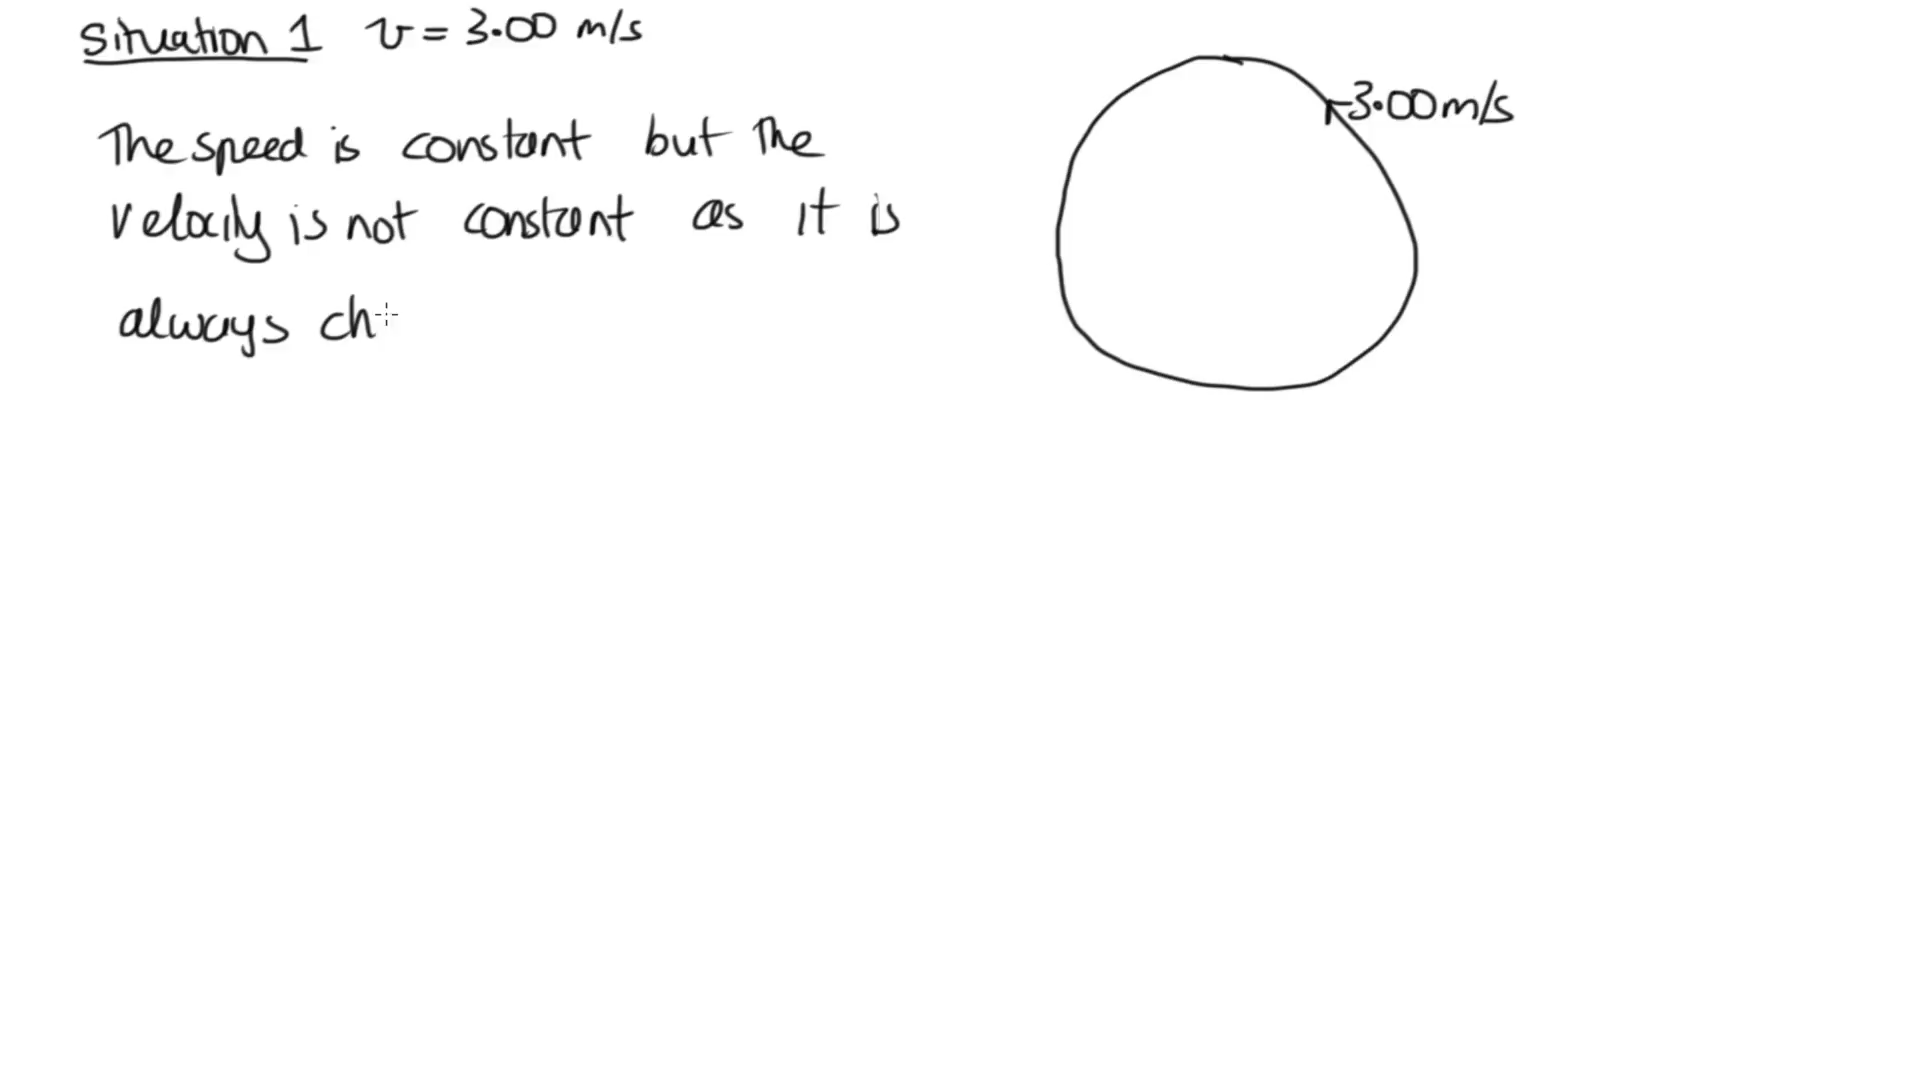 Situation 1 v = 3.00 m/s
3.00 m/s
The speed is constant but the
velocity is not constant as it is
always ch